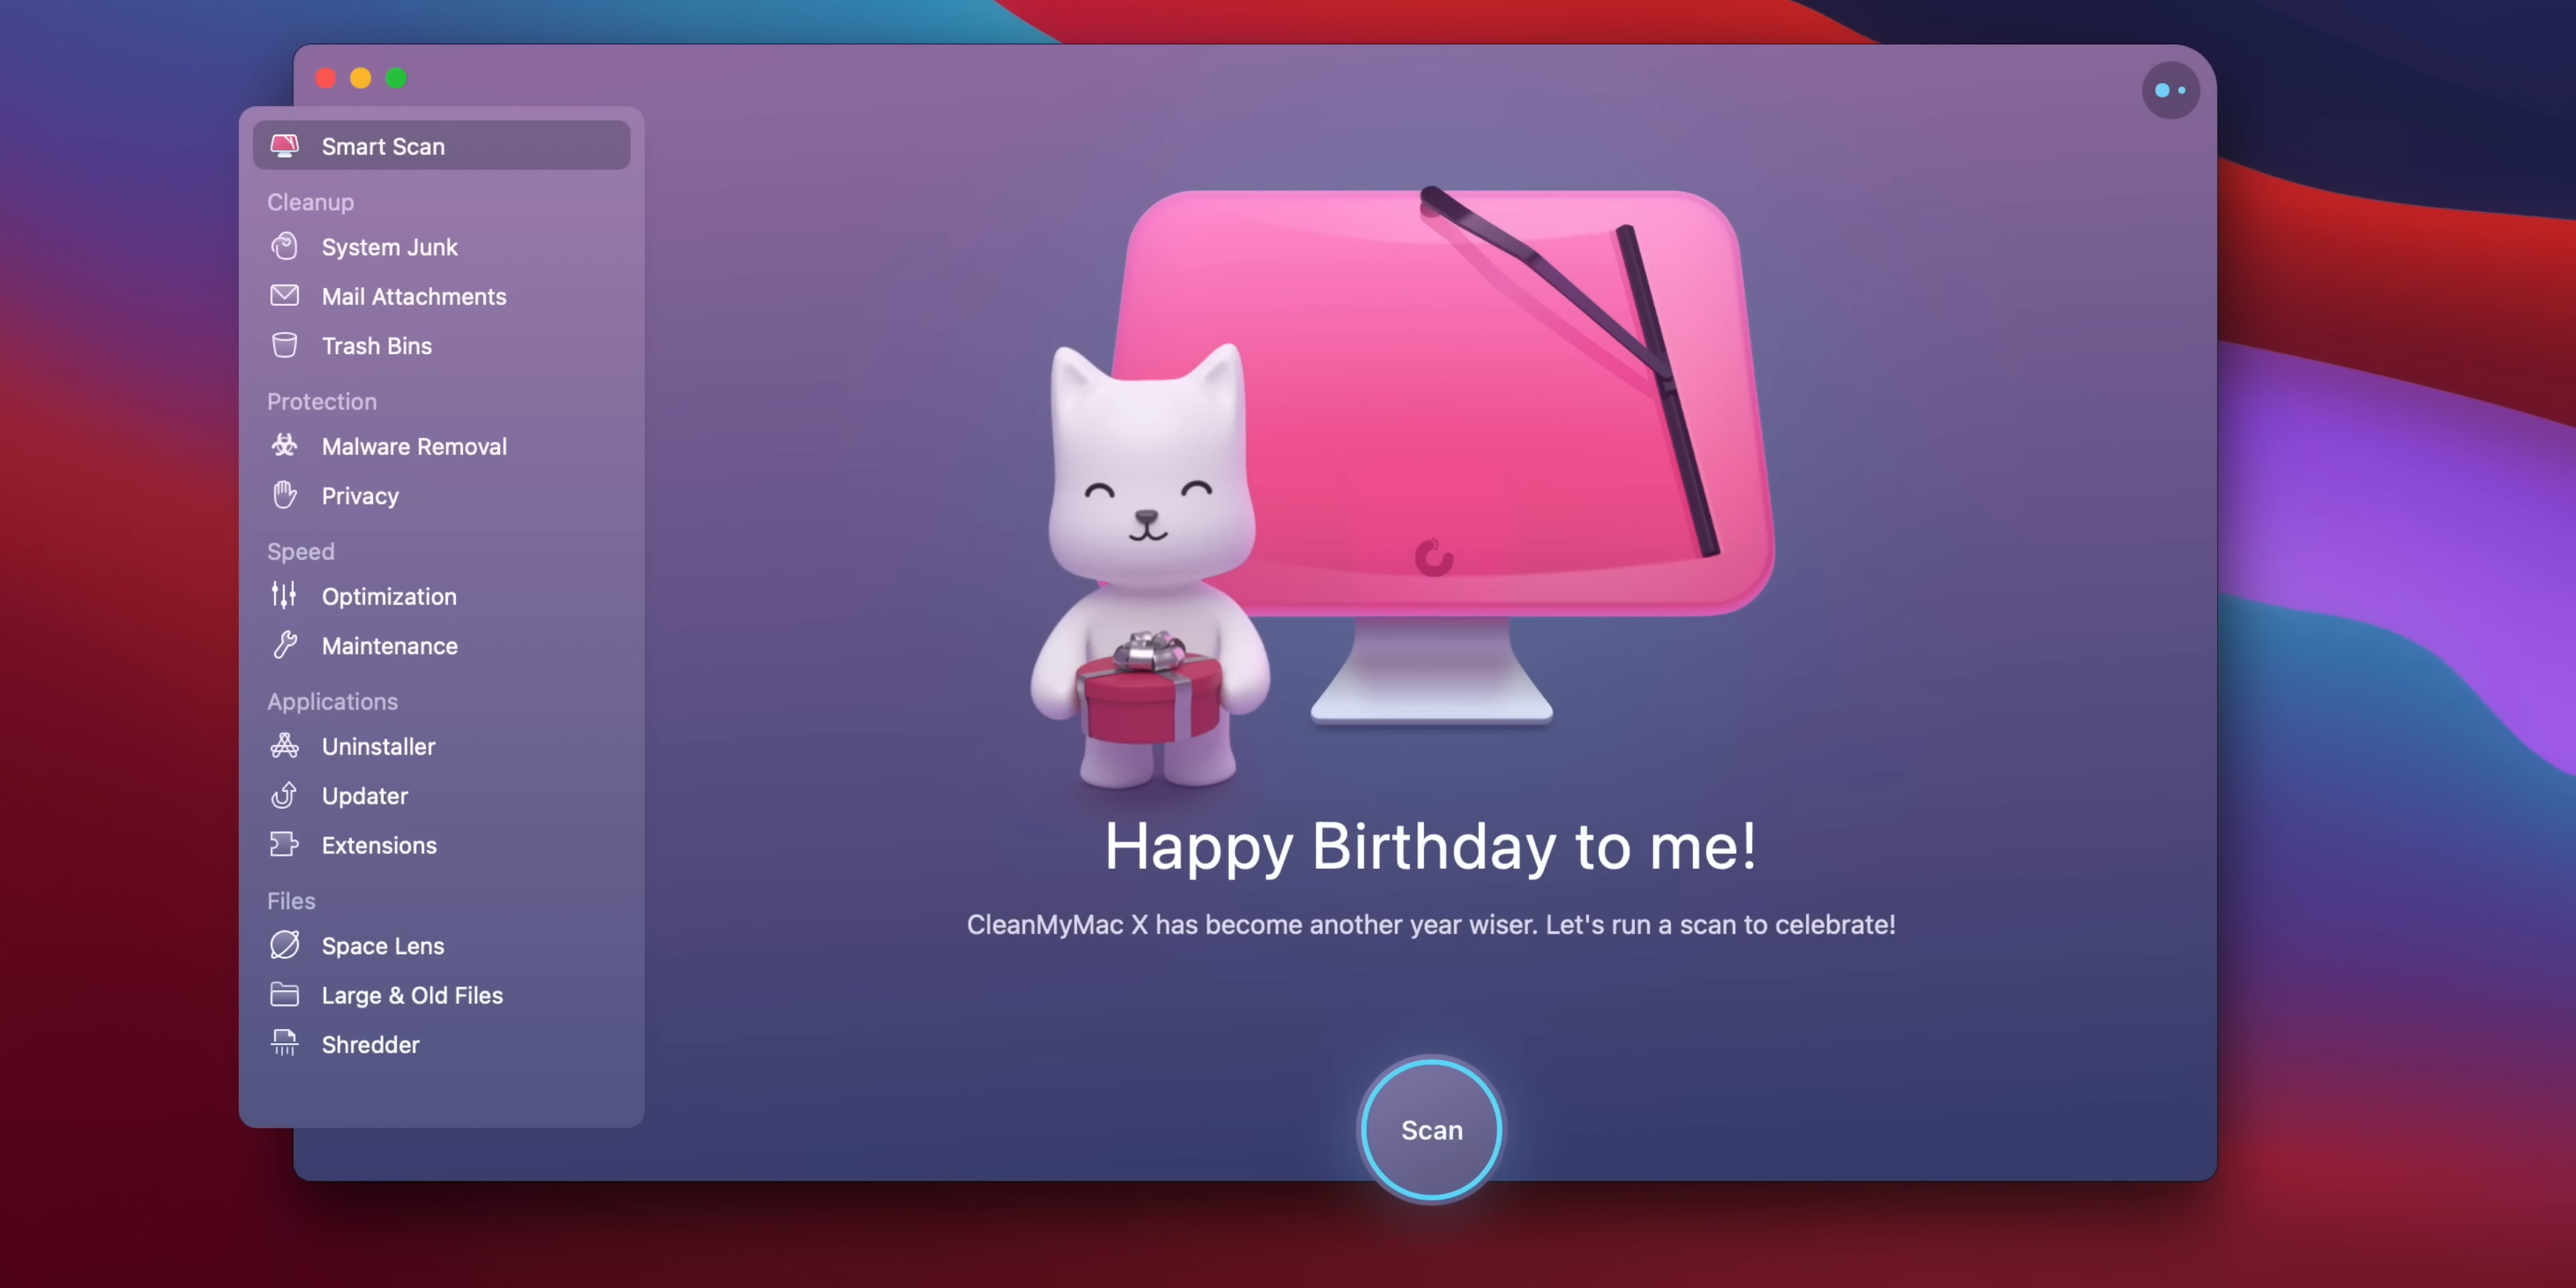 Smart Scan
Cleanup
System Junk
Mail Attachments
Trash Bins
Protection
Malware Removal
Privacy
Speed
Optimization
Maintenance
Applications
Uninstaller
Updater
Extensions
Files
Space Lens
Large & Old Files
Shredder
Happy Birthday to me!
CleanMyMac X has become another year wiser. Let's run a scan to celebrate!
Scan